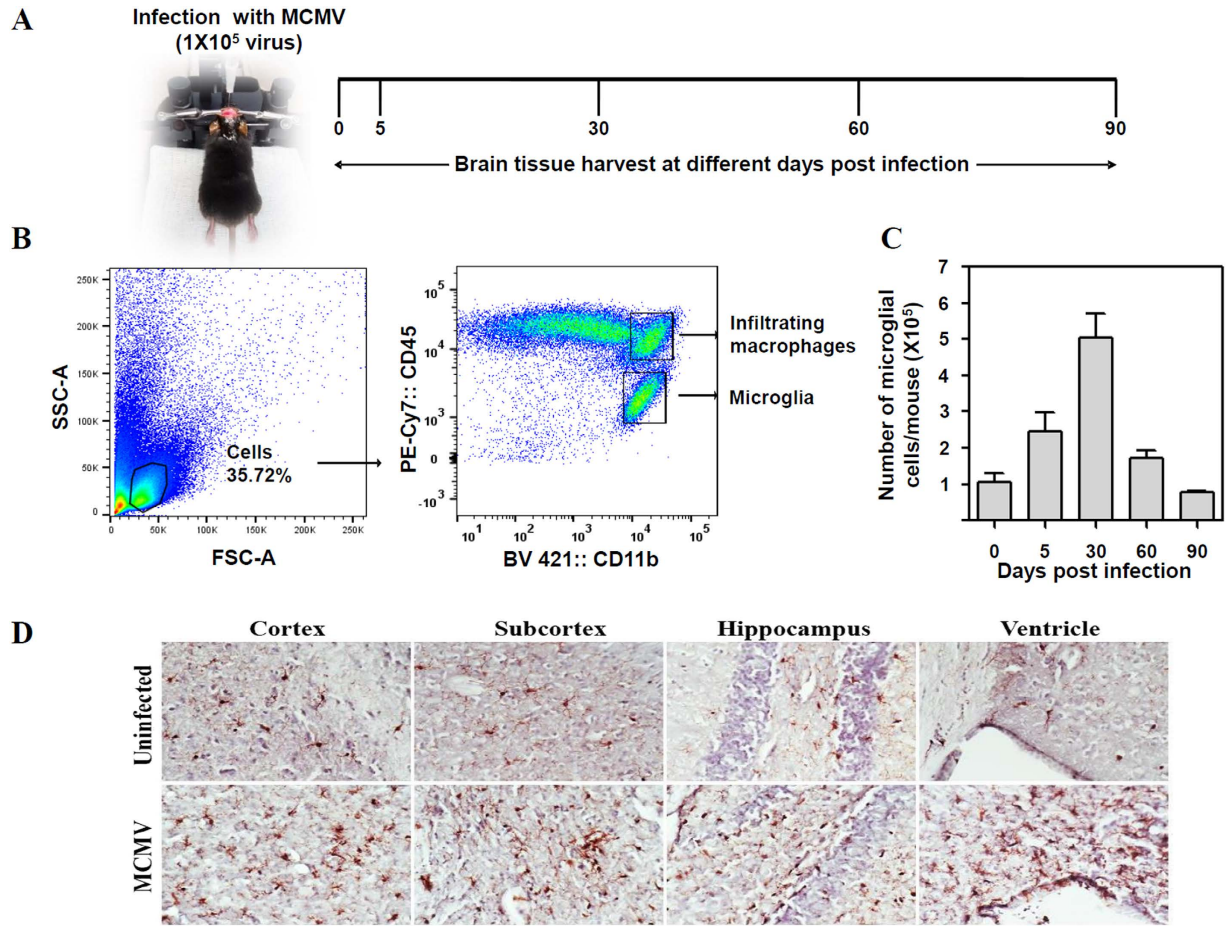 A
Infection with MCMV
(1X10⁵ virus)
0 5 30 60 90
Brain tissue harvest at different days post infection
B
250K
200K
150K
100K
50K
0
SSC-A
Cells
35.72%
0 50K 100K 150K 200K 250K
FSC-A
10⁵
10⁴
10³
0
-10³
PE-Cy7:: CD45
10¹ 10² 10³ 10⁴ 10⁵
BV 421:: CD11b
Infiltrating
macrophages
Microglia
C
Number of microglial
cells/mouse (X10⁵)
7
6
5
3
2
1
0 5 30 60 90
Days post infection
D
Cortex Subcortex Hippocampus Ventricle
Uninfected
MCMV